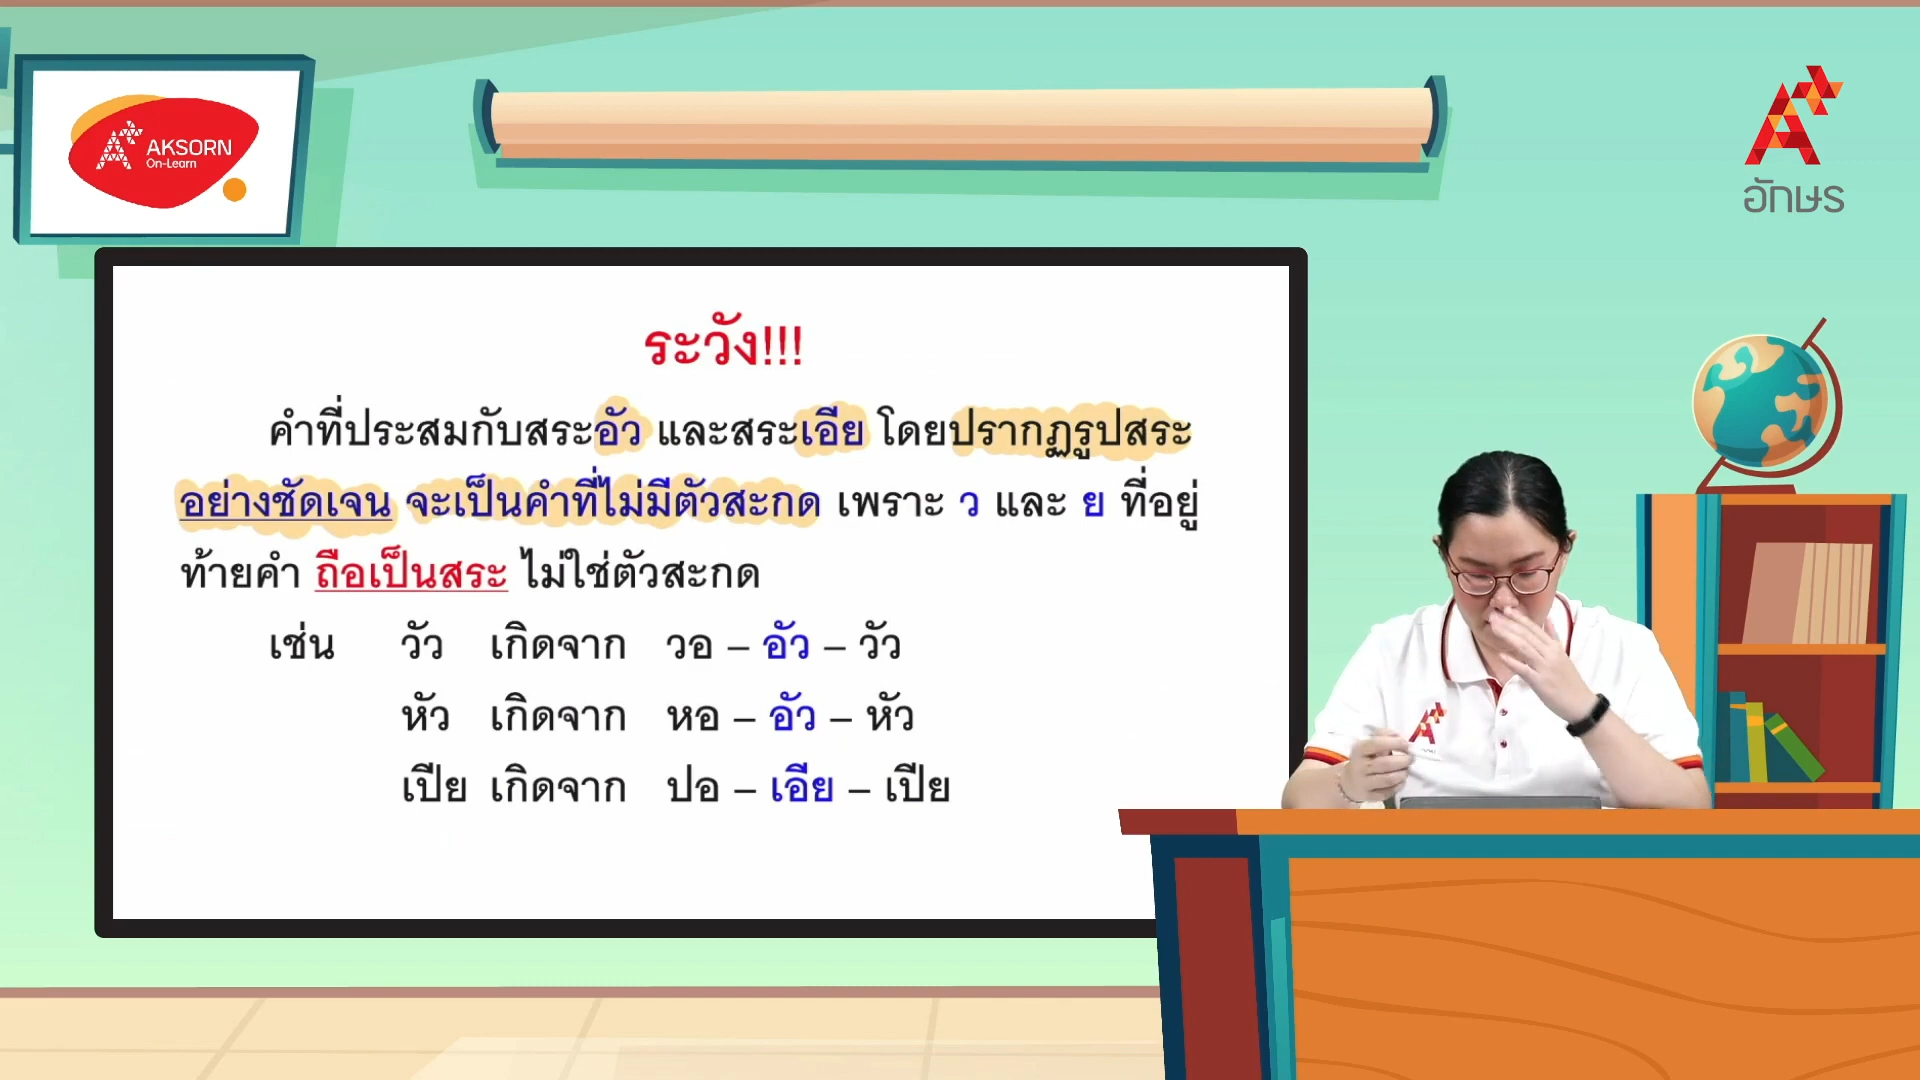 AKSORN
On-Learn
อักษร
ระวัง!!!
คำที่ประสมกับสระอัว และสระเอีย โดยปรากฏรูปสระ
อย่างชัดเจน จะเป็นคำที่ไม่มีตัวสะกด เพราะ ว และ ย ที่อยู่
ท้ายคำ ถือเป็นสระ ไม่ใช่ตัวสะกด
เช่น วัว เกิดจาก วอ – อัว – วัว
หัว เกิดจาก หอ – อัว – หัว
เปีย เกิดจาก ปอ – เอีย – เปีย